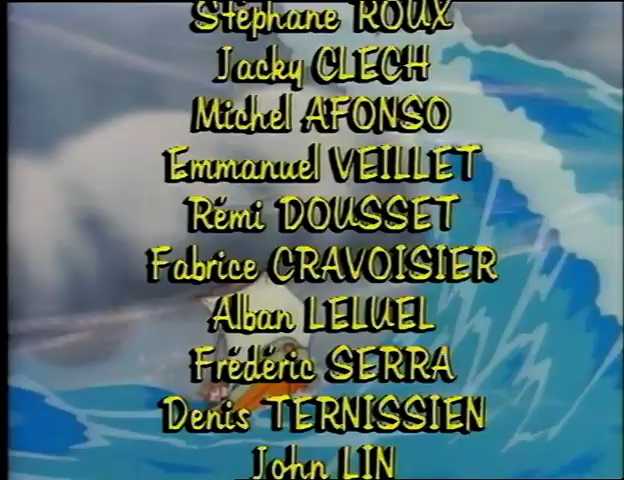 Stéphane ROUX
Jacky CLECH
Michel AFONSO
Emmanuel VEILLET
Rémi DOUSSET
Fabrice CRAVOISIER
Alban LELUEL
Frédéric SERRA
Denis TERNISSIEN
John LIN